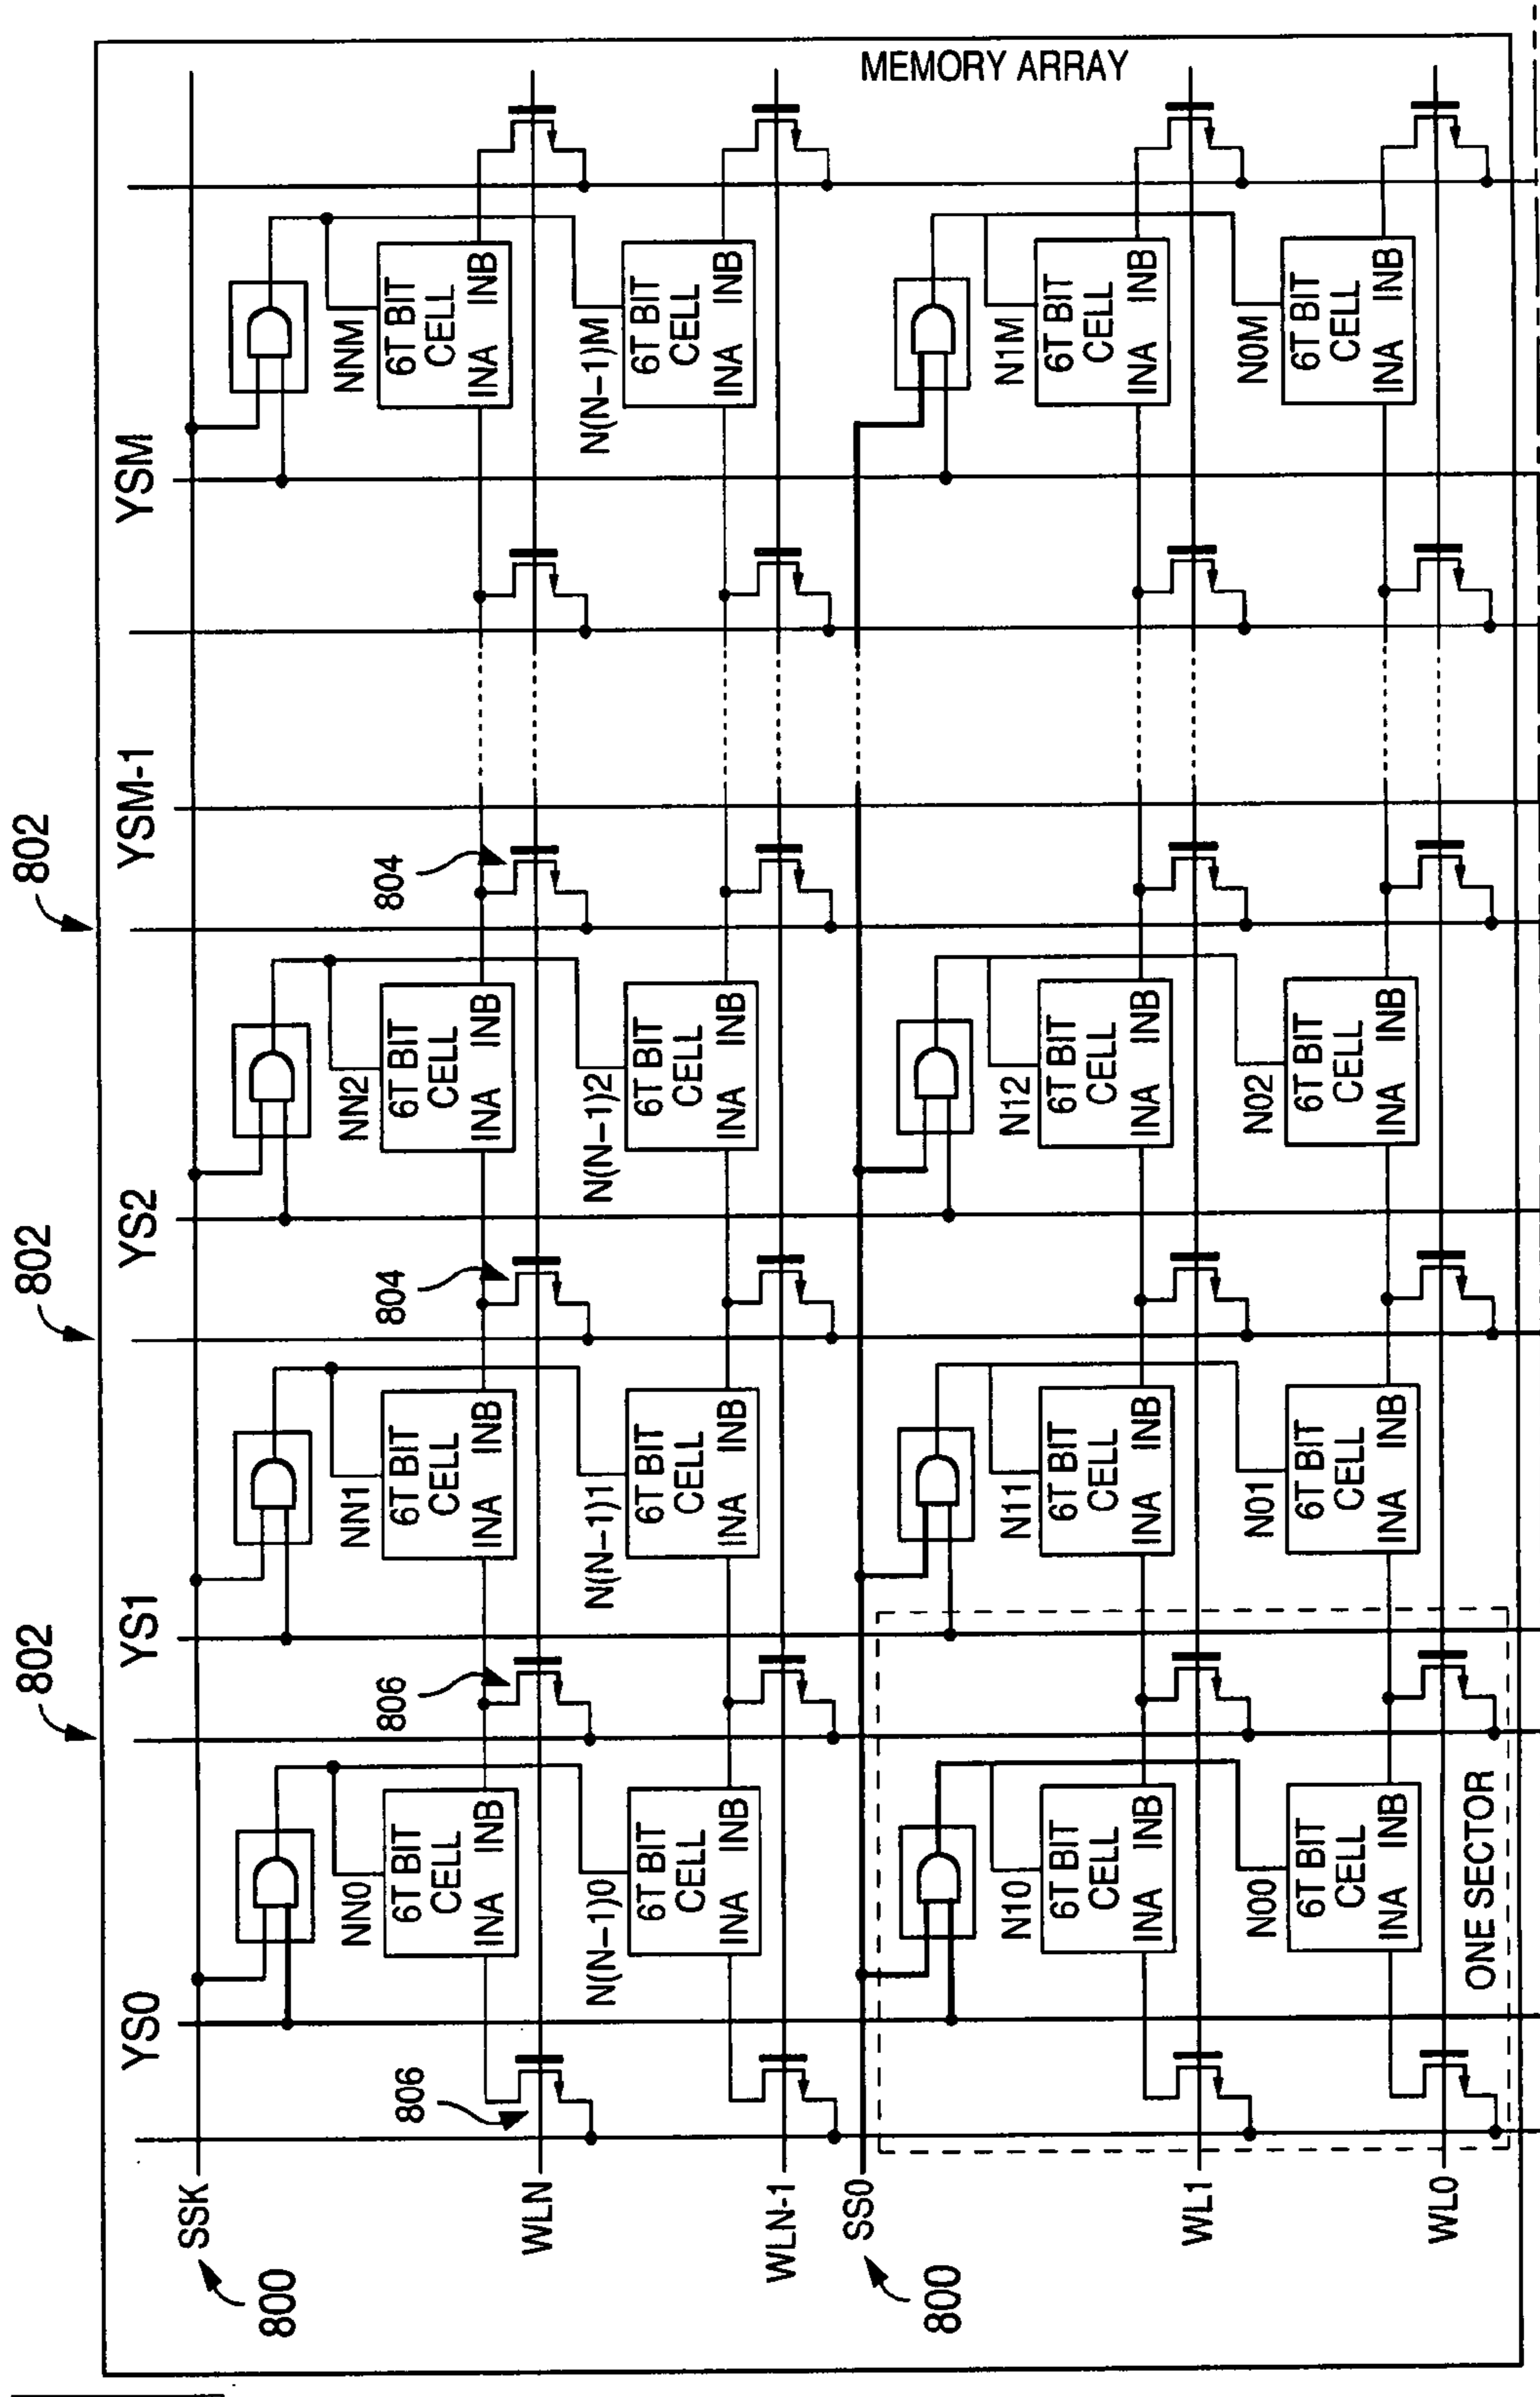 802
802
802
YS0
YS1
YS2
YSM-1
YSM
SSK
800
NN0
NN1
NN2
NNM
6T BIT
CELL
INA INB
6T BIT
CELL
INA INB
6T BIT
CELL
INA INB
6T BIT
CELL
INA INB
806
806
804
804
WLN
N(N-1)0
N(N-1)1
N(N-1)2
N(N-1)M
6T BIT
CELL
INA INB
6T BIT
CELL
INA INB
6T BIT
CELL
INA INB
6T BIT
CELL
INA INB
WLN-1
SS0
800
MEMORY ARRAY
N10
N11
N12
N1M
6T BIT
CELL
INA INB
6T BIT
CELL
INA INB
6T BIT
CELL
INA INB
6T BIT
CELL
INA INB
WL1
N00
N01
N02
N0M
6T BIT
CELL
INA INB
6T BIT
CELL
INA INB
6T BIT
CELL
INA INB
6T BIT
CELL
INA INB
WL0
ONE SECTOR